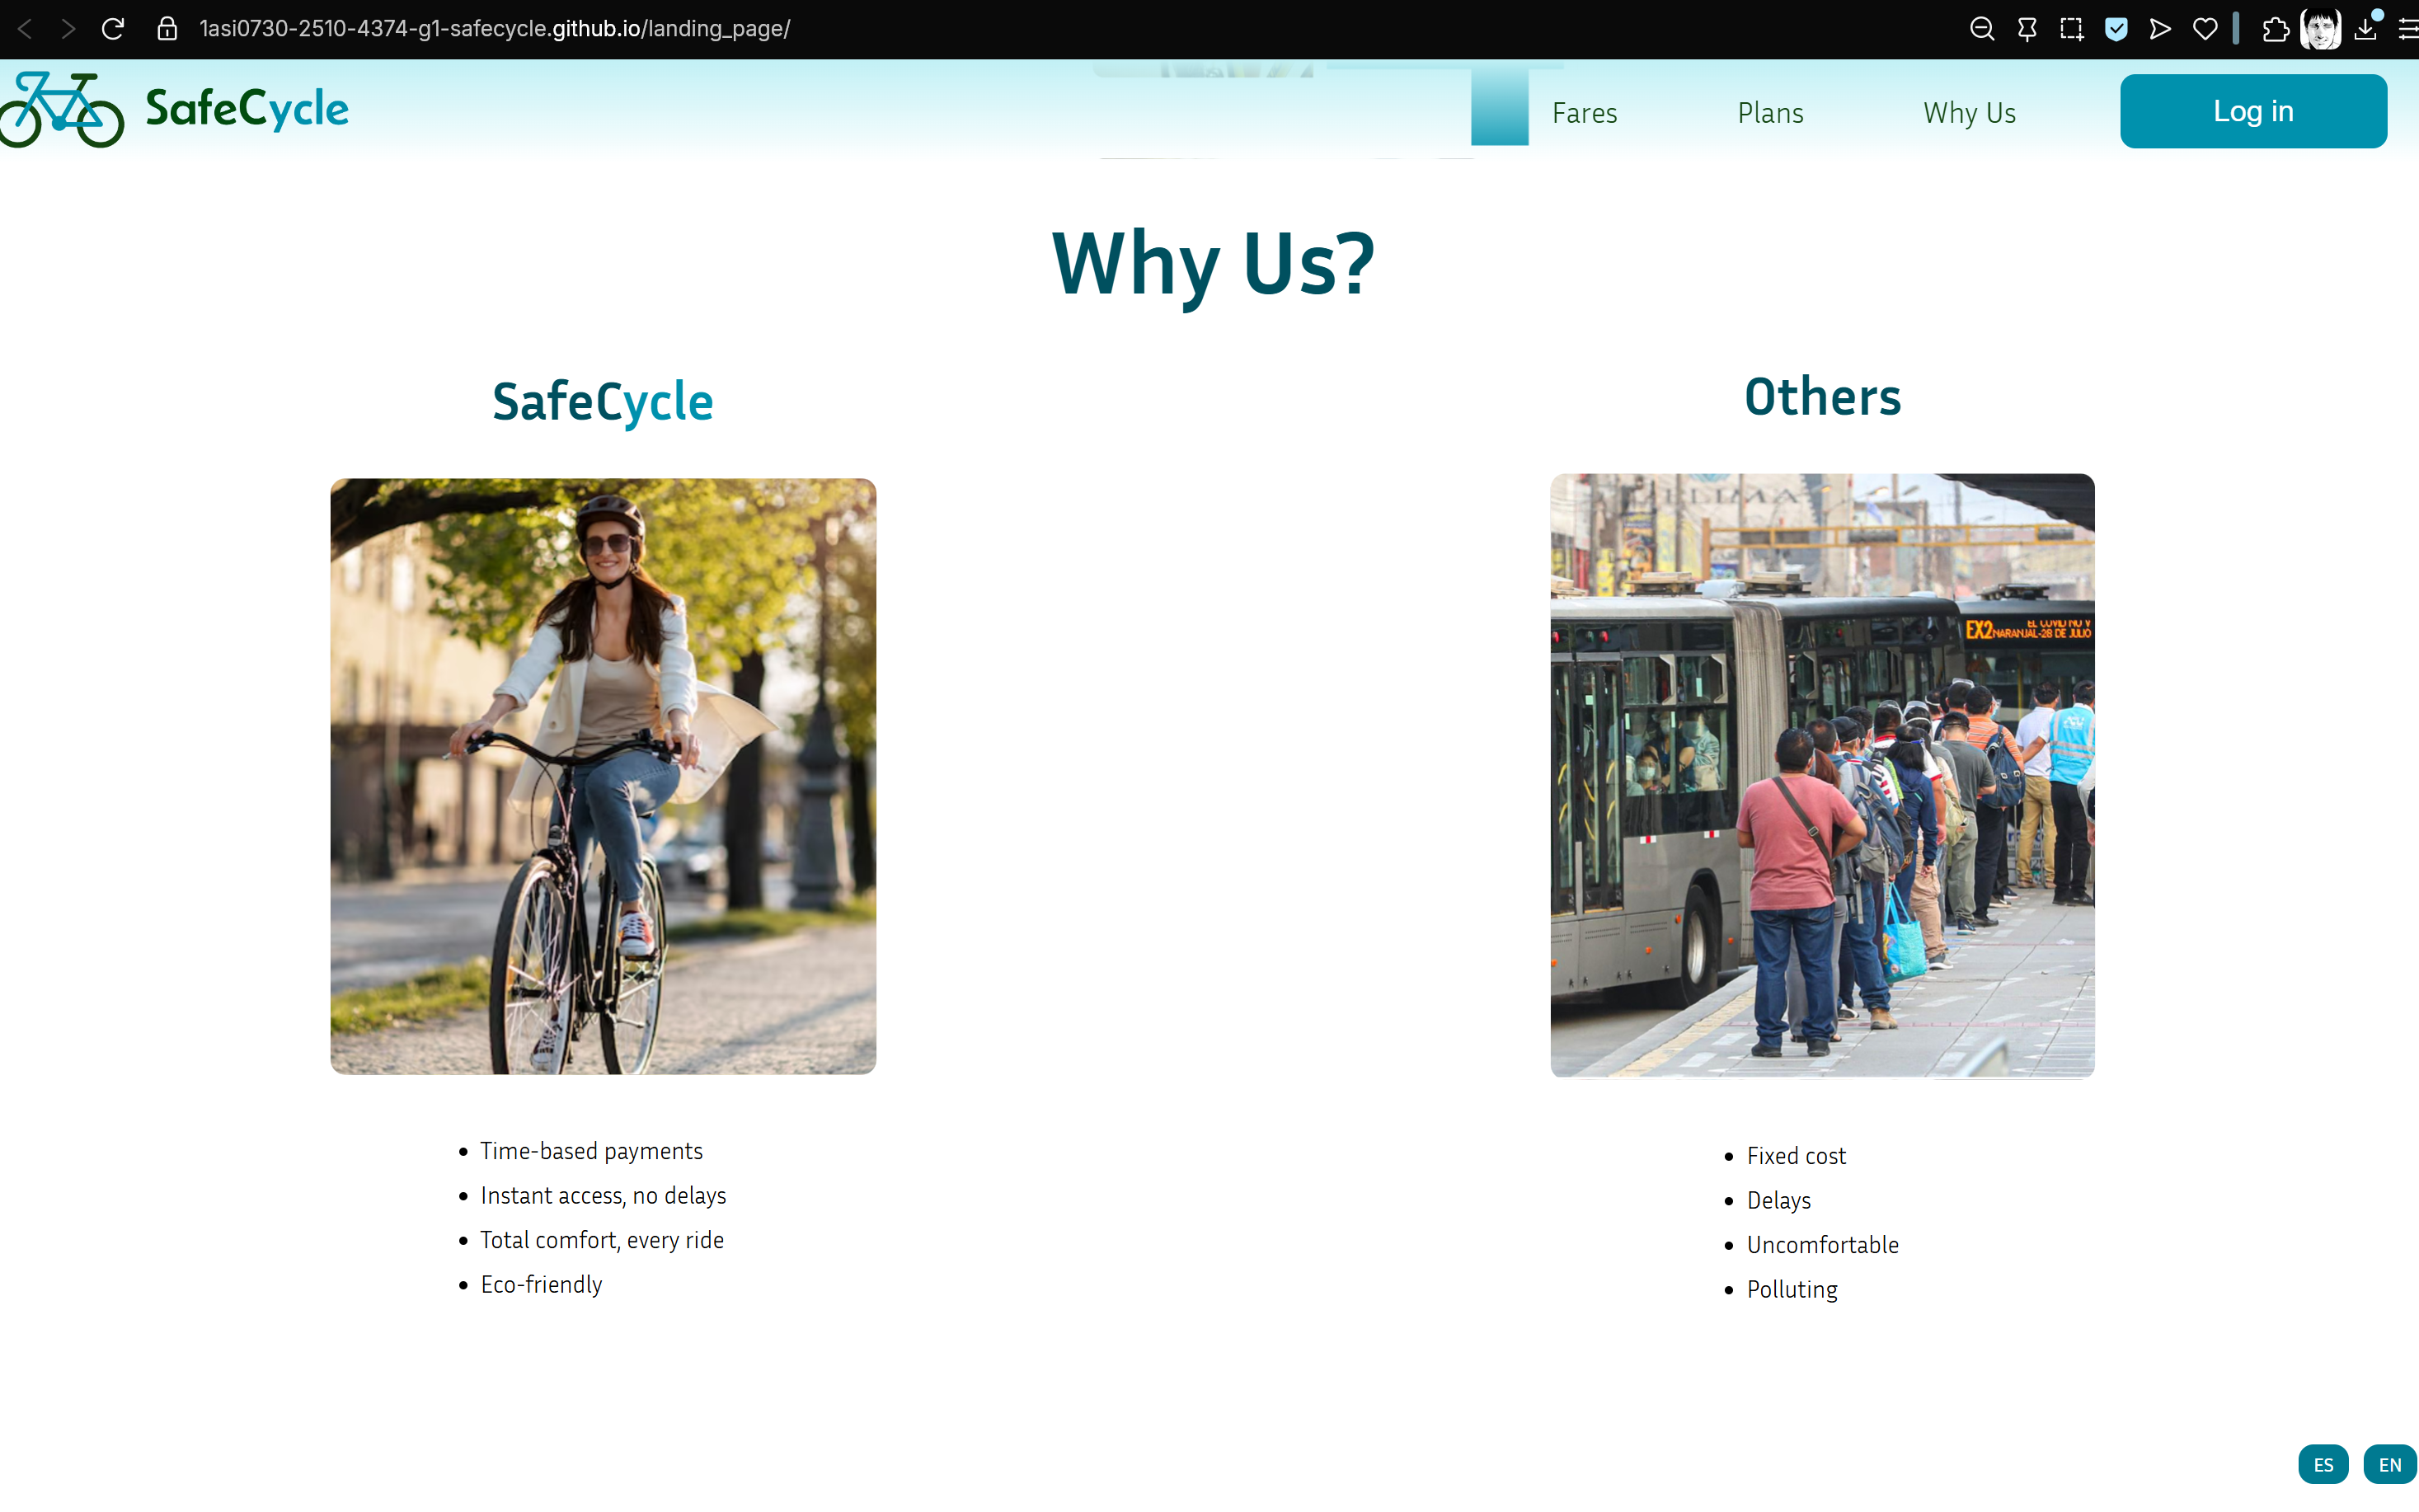 1asi0730-2510-4374-g1-safecycle.github.io/landing_page/
SafeCycle
Fares
Plans
Why Us
Log in
Why Us?
SafeCycle
Others
LIMA
EX2 NARANJAL-28 DE JULIO
Time-based payments
Instant access, no delays
Total comfort, every ride
Eco-friendly
Fixed cost
Delays
Uncomfortable
Polluting
ES
EN